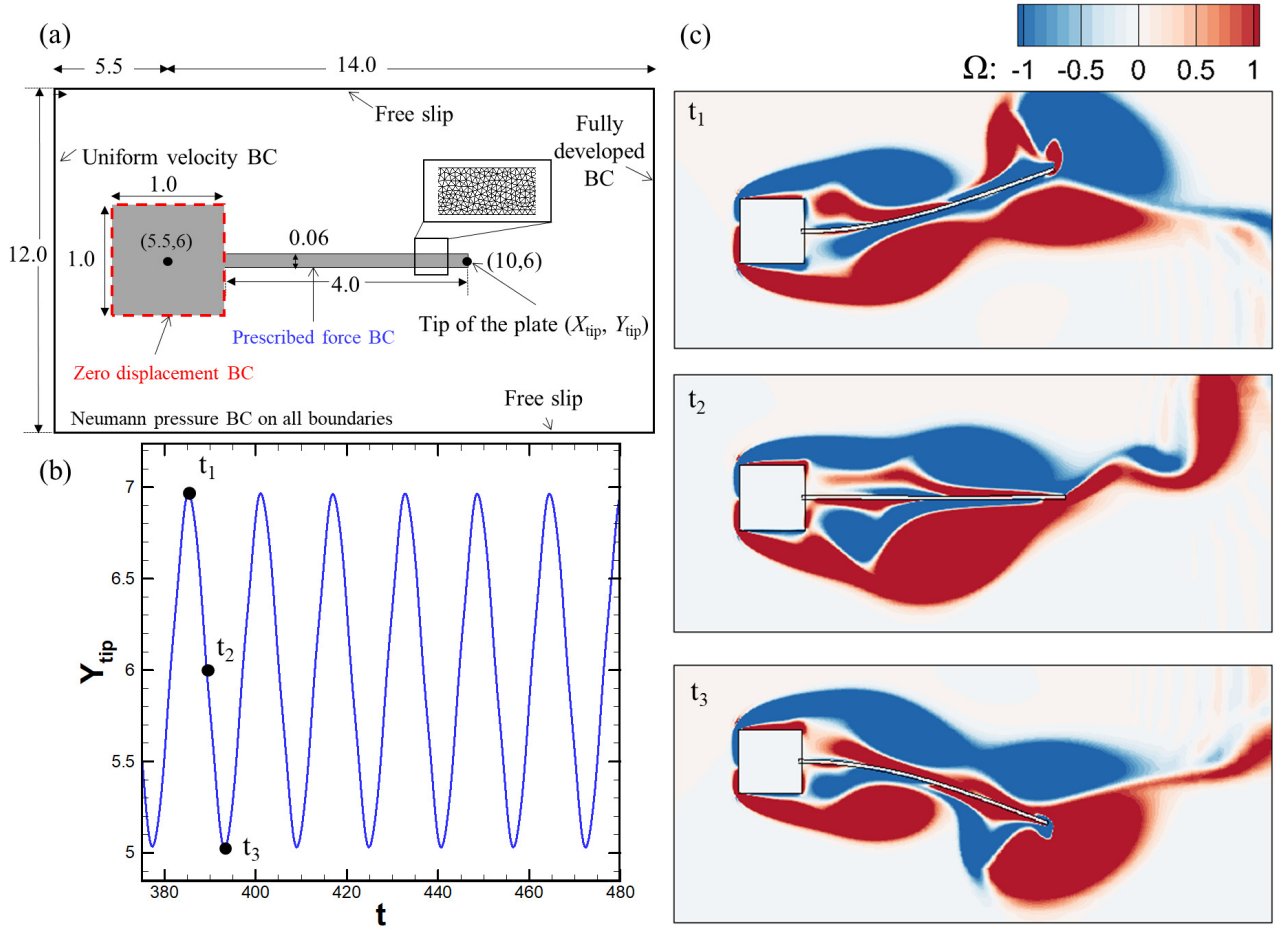 (a)
5.5
14.0
Free slip
Fully
developed
BC
Uniform velocity BC
1.0
12.0
1.0
(5.5,6)
0.06
(10,6)
4.0
Tip of the plate (Xtip, Ytip)
Prescribed force BC
Zero displacement BC
Free slip
Neumann pressure BC on all boundaries
(b)
t1
t2
t3
7
6.5
6
5.5
5
Ytip
380
400
420
440
460
480
t
(c)
Ω: -1 -0.5 0 0.5 1
t1
t2
t3